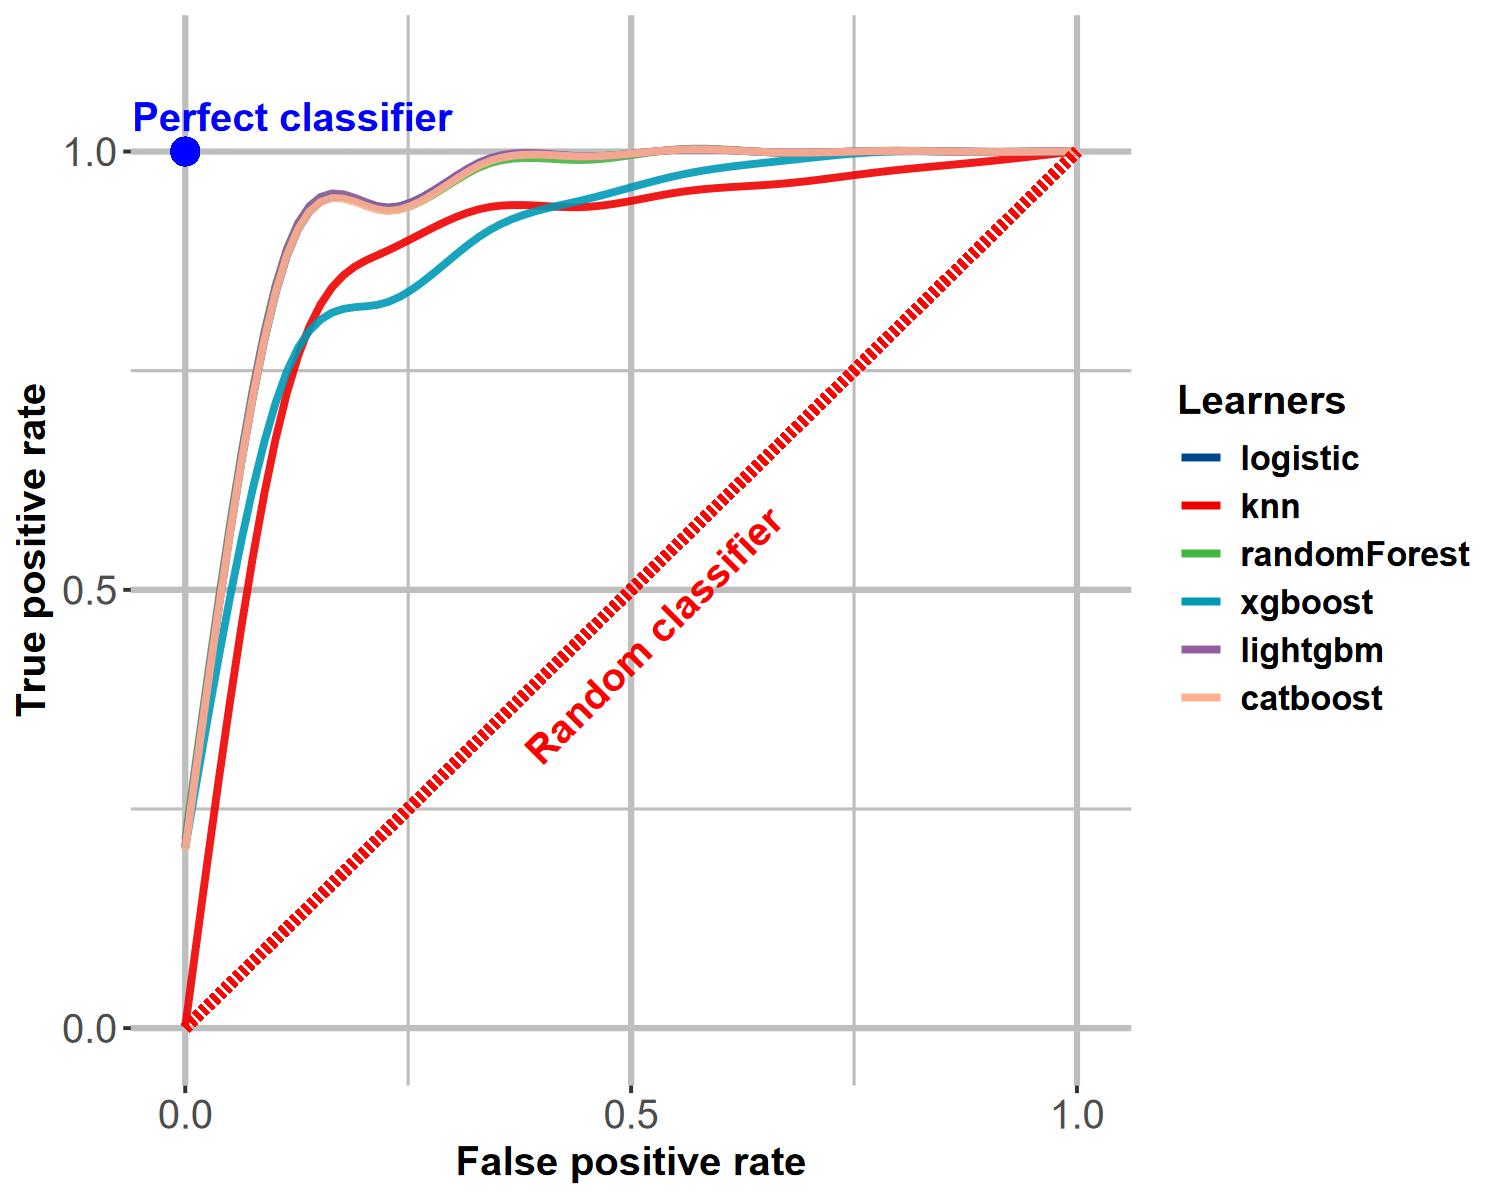 Perfect classifier
1.0
0.5
0.0
True positive rate
Random classifier
0.0
0.5
1.0
False positive rate
Learners
logistic
knn
randomForest
xgboost
lightgbm
catboost